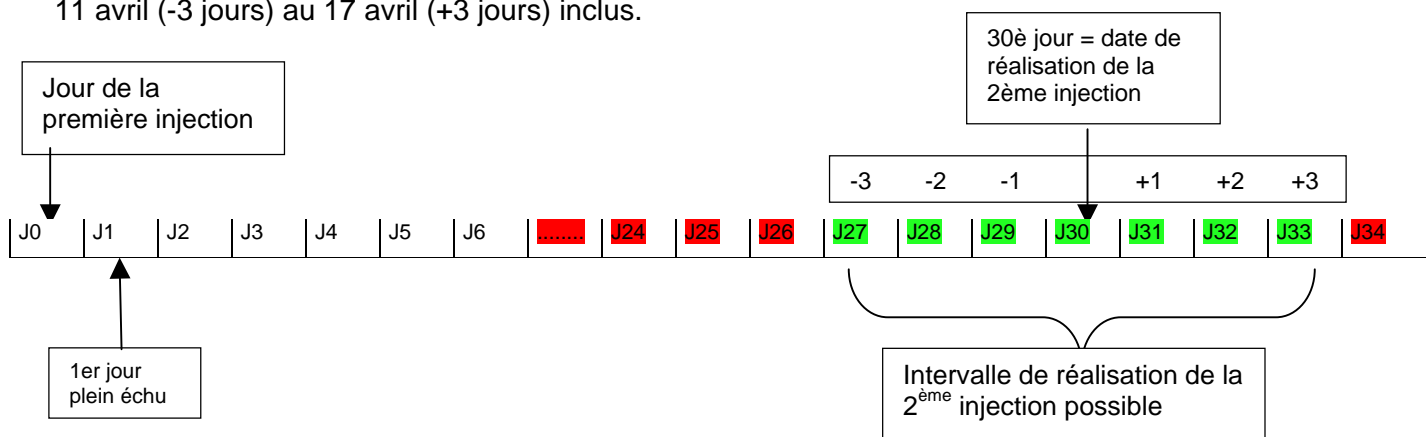 11 avril (-3 jours) au 17 avril (+3 jours) inclus.
30è jour = date de
réalisation de la
2ème injection
Jour de la
première injection
-3 -2 -1 +1 +2 +3
J0 J1 J2 J3 J4 J5 J6 ........ J24 J25 J26 J27 J28 J29 J30 J31 J32 J33 J34
1er jour
plein échu
Intervalle de réalisation de la
2ème injection possible